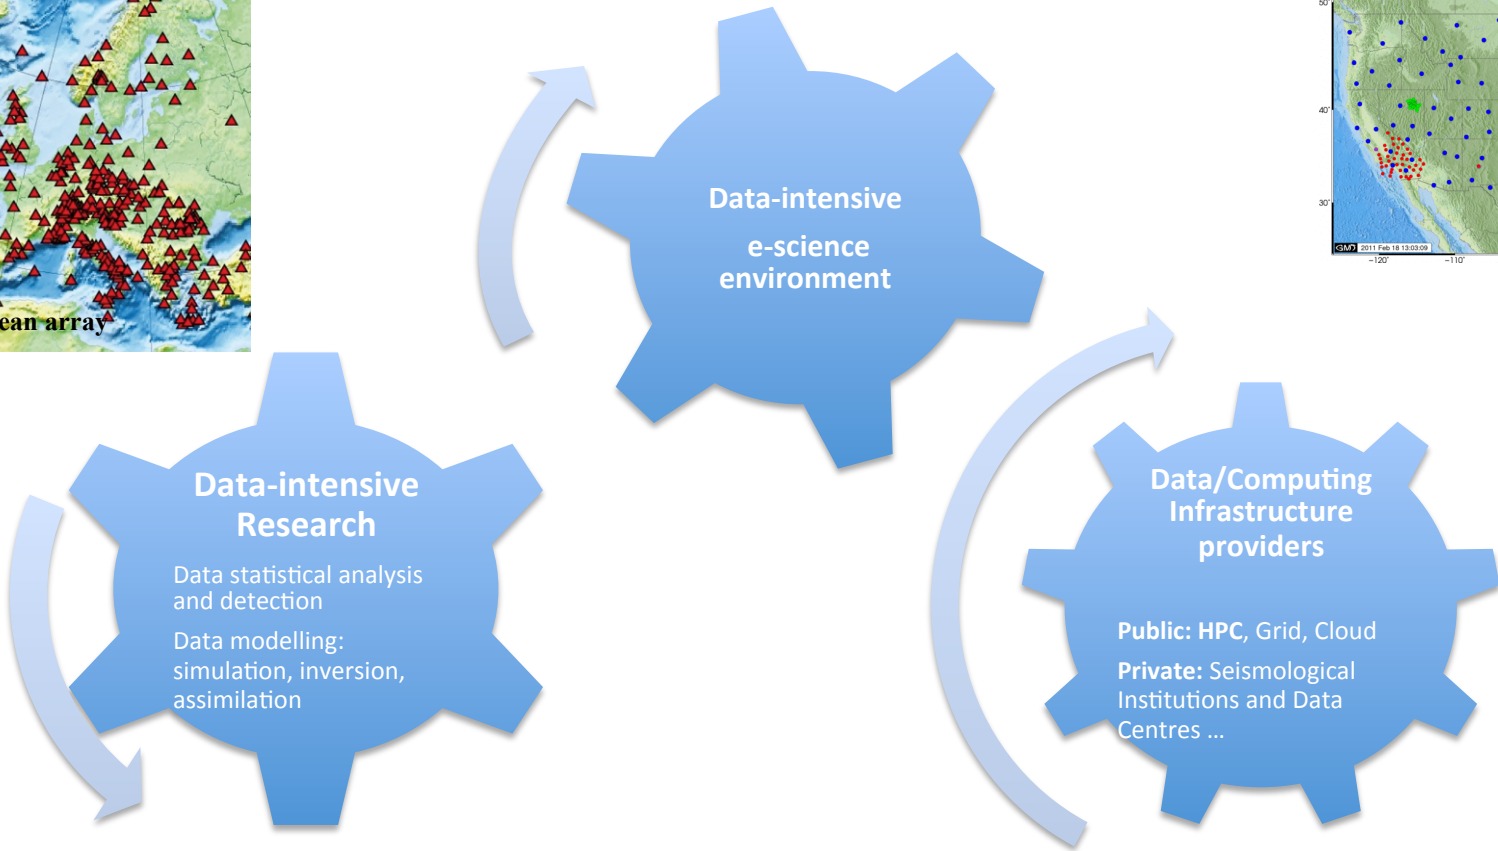 ean array
Data-intensive
e-science
environment
50°
40°
30°
GMT 2011 Feb 18 13:03:09
−120°
−110°
Data-intensive
Research
Data statistical analysis
and detection
Data modelling:
simulation, inversion,
assimilation
Data/Computing
Infrastructure
providers
Public: HPC, Grid, Cloud
Private: Seismological
Institutions and Data
Centres ...